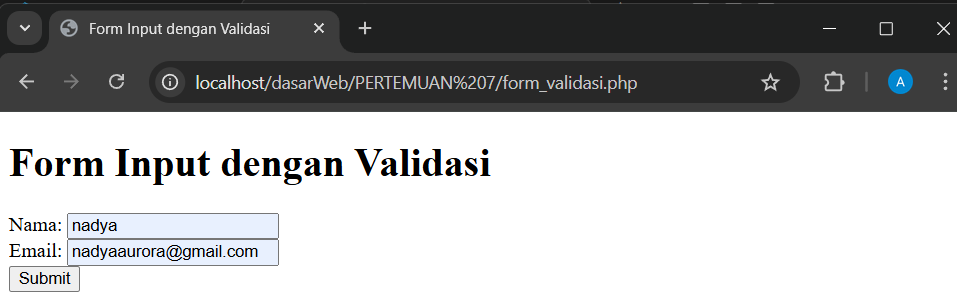 Form Input dengan Validasi
localhost/dasarWeb/PERTEMUAN%207/form_validasi.php
A
Form Input dengan Validasi
Nama: nadya
Email: nadyaaurora@gmail.com
Submit